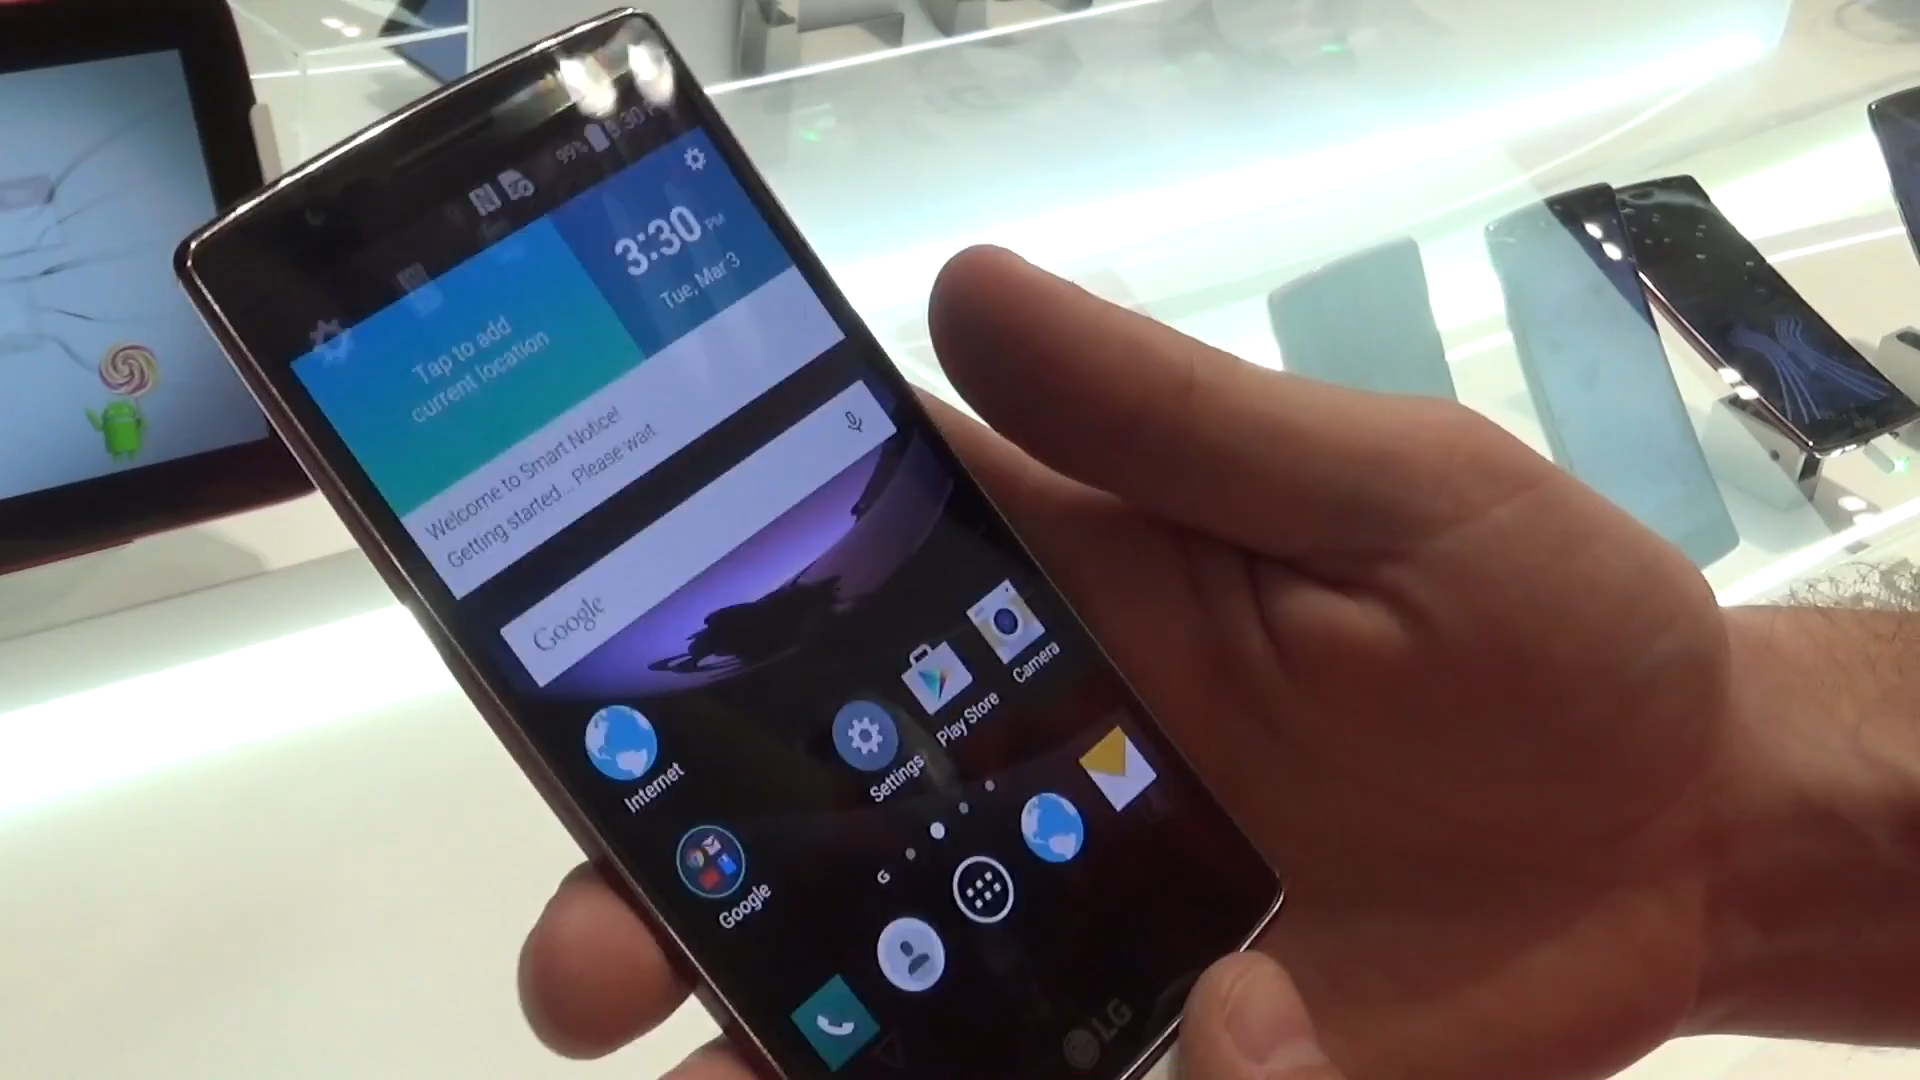 99%
3:30 PM
Tue, Mar 3
Tap to add
current location
Welcome to Smart Notice!
Getting started... Please wait
Google
Camera
Play Store
Settings
Internet
Google
G
LG